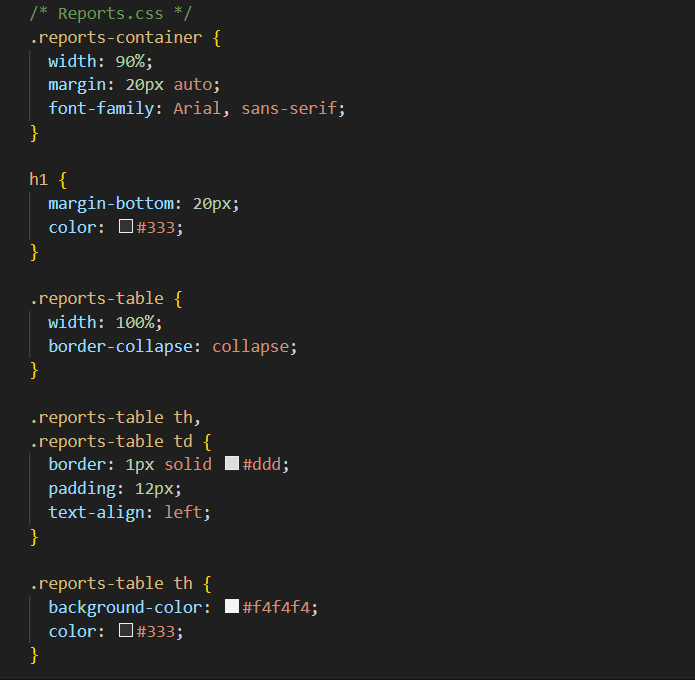 /* Reports.css */
.reports-container {
  width: 90%;
  margin: 20px auto;
  font-family: Arial, sans-serif;
}

h1 {
  margin-bottom: 20px;
  color: #333;
}

.reports-table {
  width: 100%;
  border-collapse: collapse;
}

.reports-table th,
.reports-table td {
  border: 1px solid #ddd;
  padding: 12px;
  text-align: left;
}

.reports-table th {
  background-color: #f4f4f4;
  color: #333;
}